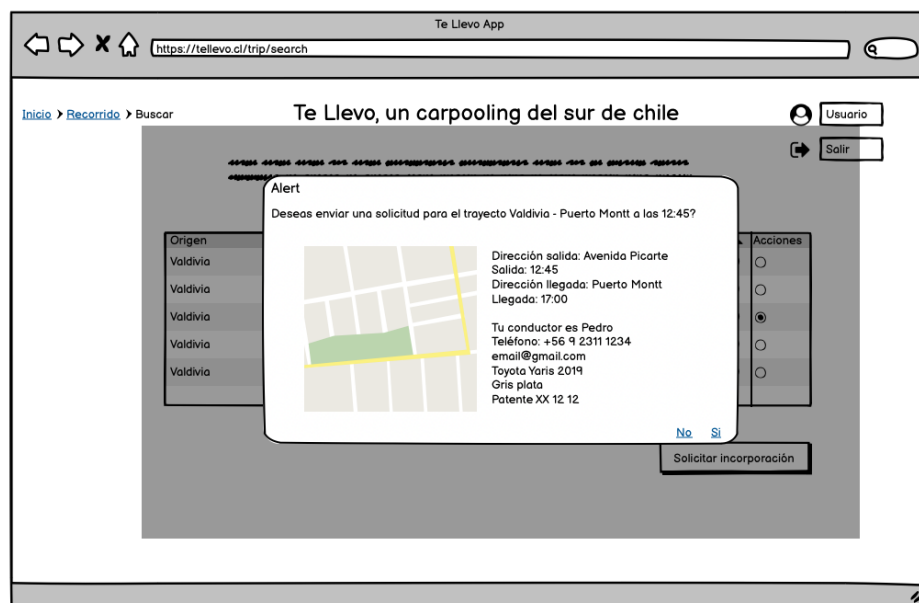 Te Llevo App
https://tellevo.cl/trip/search
Inicio > Recorrido > Buscar
Te Llevo, un carpooling del sur de chile
Usuario
Salir
Alert
Deseas enviar una solicitud para el trayecto Valdivia - Puerto Montt a las 12:45?
Origen
Acciones
Valdivia
Valdivia
Valdivia
Valdivia
Valdivia
Dirección salida: Avenida Picarte
Salida: 12:45
Dirección llegada: Puerto Montt
Llegada: 17:00
Tu conductor es Pedro
Teléfono: +56 9 2311 1234
email@gmail.com
Toyota Yaris 2019
Gris plata
Patente XX 12 12
No Si
Solicitar incorporación